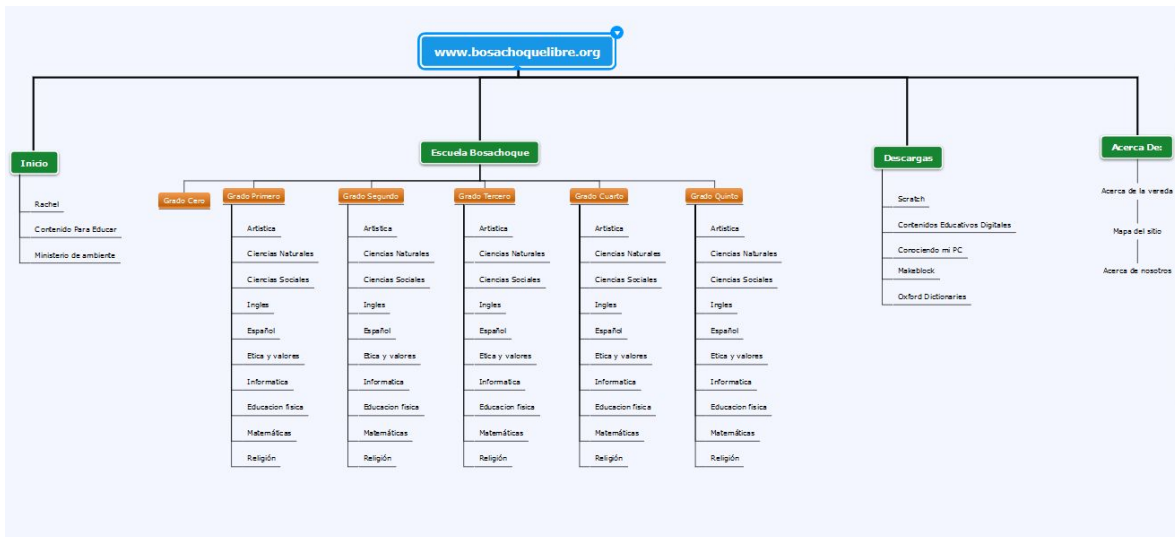 www.bosachoquelibre.org
Inicio
Rachel
Contenido Para Educar
Ministerio de ambiente
Escuela Bosachoque
Grado Cero
Grado Primero
Artistica
Ciencias Naturales
Ciencias Sociales
Ingles
Español
Etica y valores
Informatica
Educacion fisica
Matemáticas
Religión
Grado Segundo
Artistica
Ciencias Naturales
Ciencias Sociales
Ingles
Español
Etica y valores
Informatica
Educacion fisica
Matemáticas
Religión
Grado Tercero
Artistica
Ciencias Naturales
Ciencias Sociales
Ingles
Español
Etica y valores
Informatica
Educacion fisica
Matemáticas
Religión
Grado Cuarto
Artistica
Ciencias Naturales
Ciencias Sociales
Ingles
Español
Etica y valores
Informatica
Educacion fisica
Matemáticas
Religión
Grado Quinto
Artistica
Ciencias Naturales
Ciencias Sociales
Ingles
Español
Etica y valores
Informatica
Educacion fisica
Matemáticas
Religión
Descargas
Scratch
Contenidos Educativos Digitales
Conociendo mi PC
Makeblock
Oxford Dictionaries
Acerca De:
Acerca de la vereda
Mapa del sitio
Acerca de nosotros